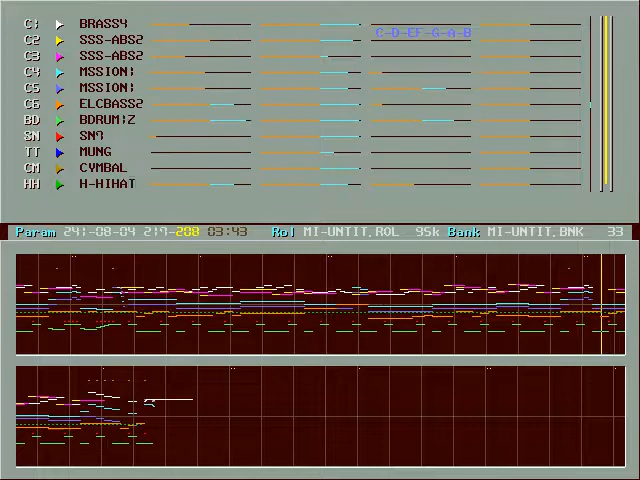 C1 BRASS4
C-D-EF-G-A-B
C2 SSS-ABS2
C3 SSS-ABS2
C4 MSSION1
C5 MSSION1
C6 ELCBASS2
BD BDRUM1Z
SN SN9
TT MUNG
CM CYMBAL
HH H-HIHAT
Param 241-08-04 219-208 03:43 Rol MI-UNTIT.ROL 95k Bank MI-UNTIT.BNK 33